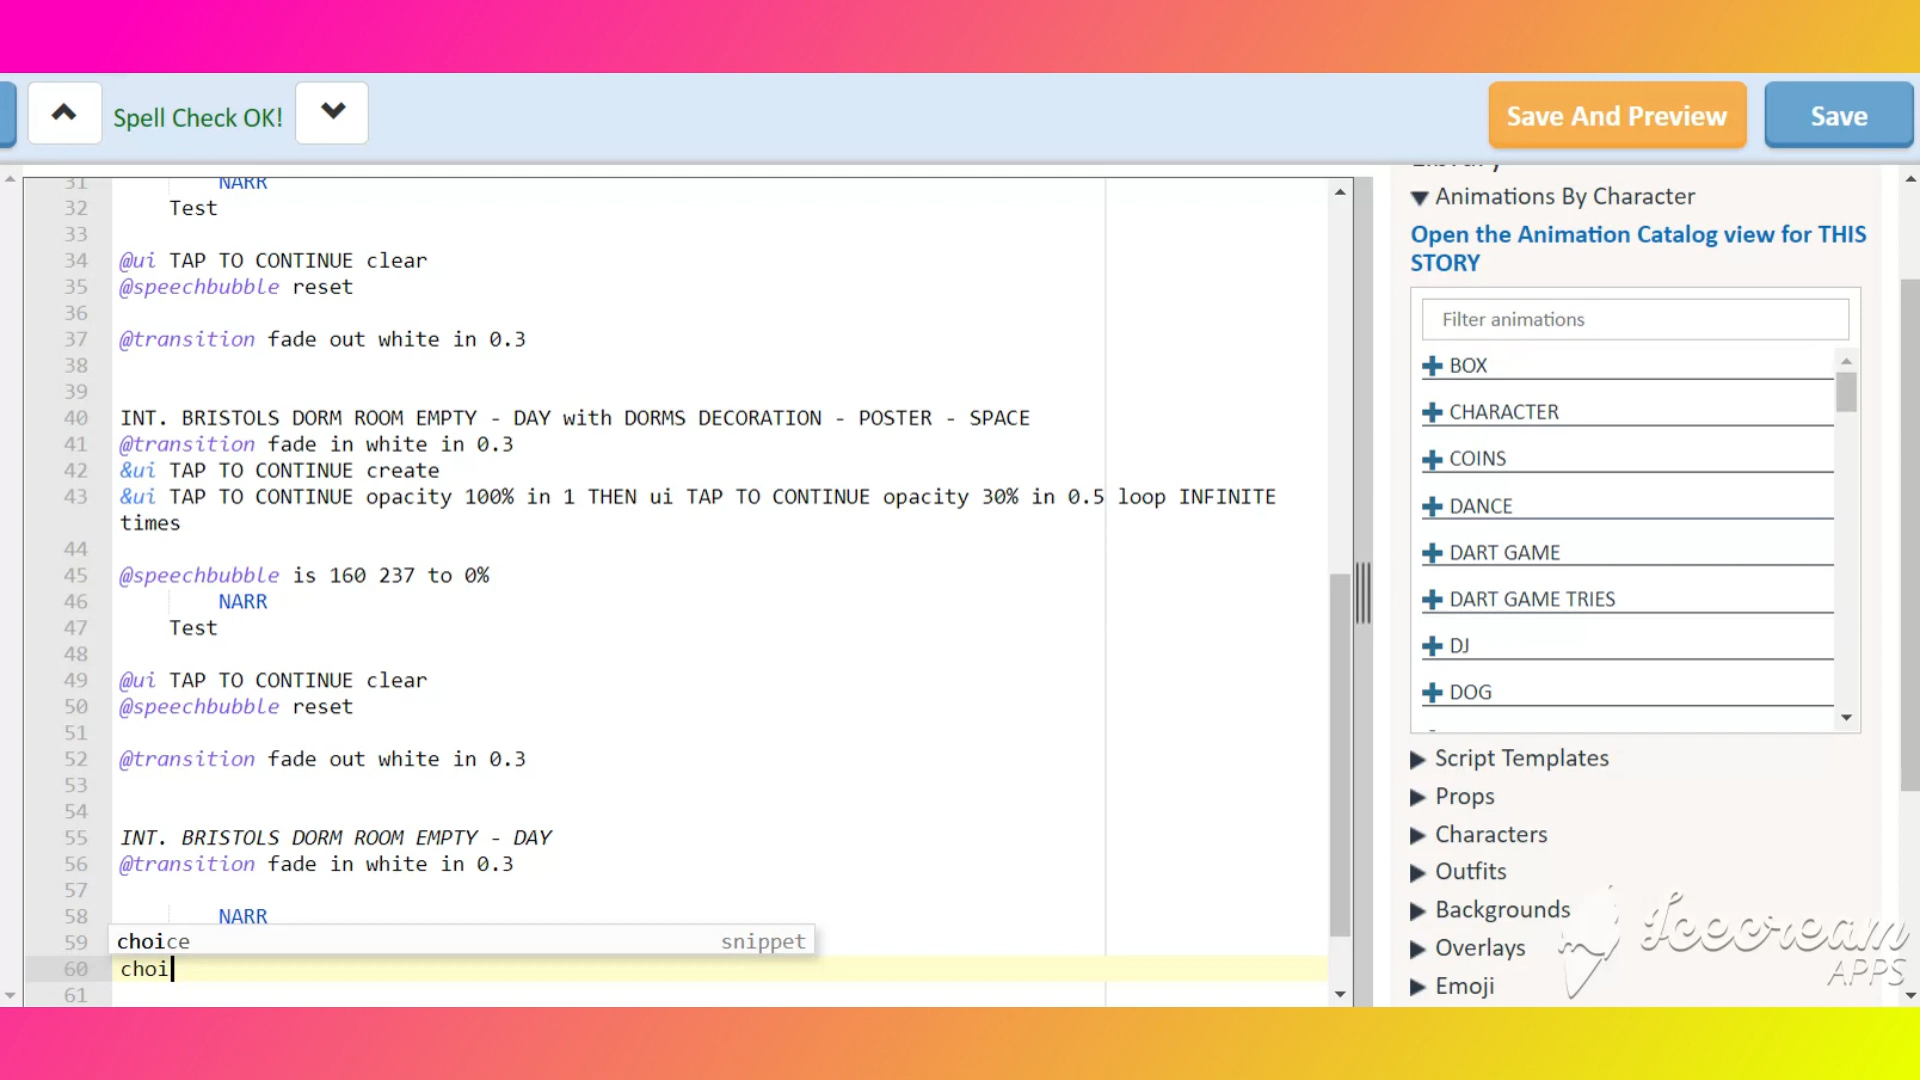 Spell Check OK!
Save And Preview
Save
31
NARR
32 Test
33
34 @ui TAP TO CONTINUE clear
35 @speechbubble reset
36
37 @transition fade out white in 0.3
38
39
40 INT. BRISTOLS DORM ROOM EMPTY - DAY with DORMS DECORATION - POSTER - SPACE
41 @transition fade in white in 0.3
42 &ui TAP TO CONTINUE create
43 &ui TAP TO CONTINUE opacity 100% in 1 THEN ui TAP TO CONTINUE opacity 30% in 0.5 loop INFINITE
times
44
45 @speechbubble is 160 237 to 0%
46 NARR
47 Test
48
49 @ui TAP TO CONTINUE clear
50 @speechbubble reset
51
52 @transition fade out white in 0.3
53
54
55 INT. BRISTOLS DORM ROOM EMPTY - DAY
56 @transition fade in white in 0.3
57
58 NARR
59
choice snippet
60 choi
61
Library
Animations By Character
Open the Animation Catalog view for THIS
STORY
Filter animations
BOX
CHARACTER
COINS
DANCE
DART GAME
DART GAME TRIES
DJ
DOG
Script Templates
Props
Characters
Outfits
Backgrounds
Overlays
Emoji
Icecream
APPS